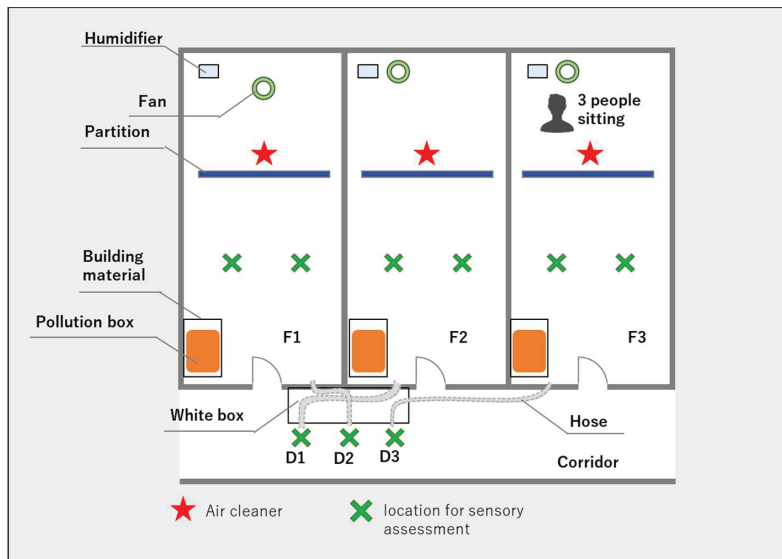 Humidifier
Fan
Partition
3 people
sitting
Building
material
Pollution box
F1
F2
F3
White box
Hose
D1
D2
D3
Corridor
Air cleaner
location for sensory
assessment